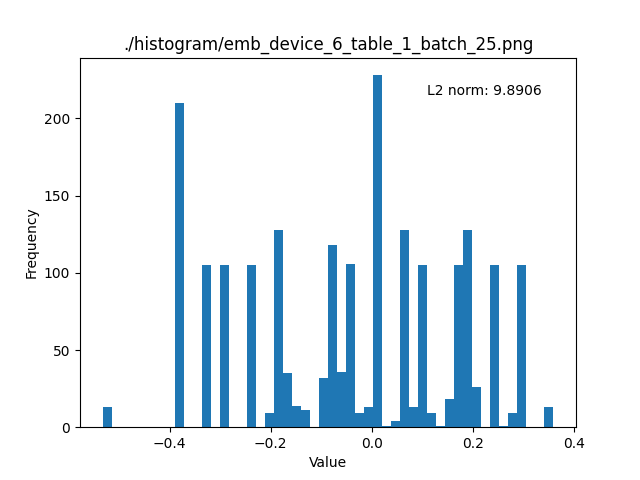 ./histogram/emb_device_6_table_1_batch_25.png
L2 norm: 9.8906
200
150
100
50
0
Frequency
−0.4 −0.2 0.0 0.2 0.4
Value